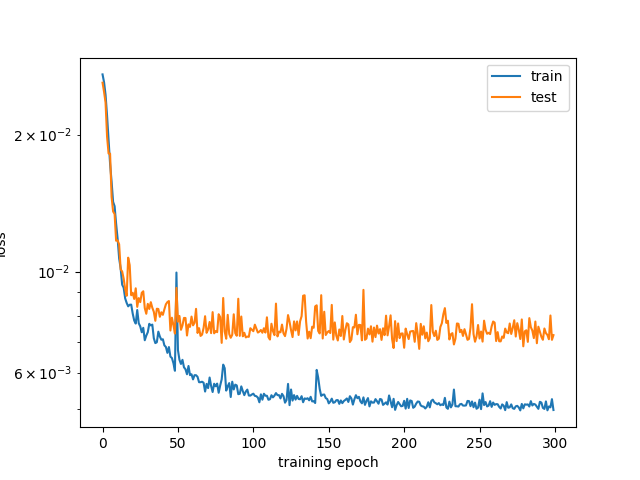 train
test
2 × 10⁻²
10⁻²
6 × 10⁻³
loss
0 50 100 150 200 250 300
training epoch